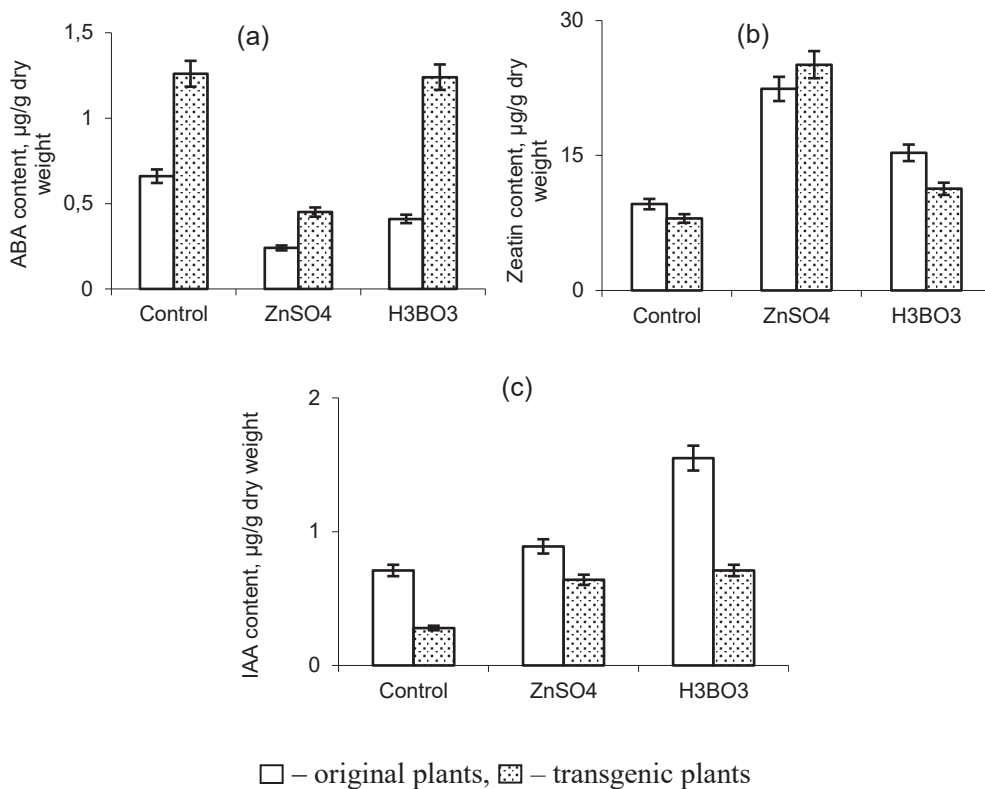 (a)
ABA content, µg/g dry
weight
1,5
1
0,5
0
Control ZnSO4 H3BO3
(b)
Zeatin content, µg/g dry
weight
30
15
0
Control ZnSO4 H3BO3
(c)
IAA content, µg/g dry weight
2
1
0
Control ZnSO4 H3BO3
– original plants, – transgenic plants